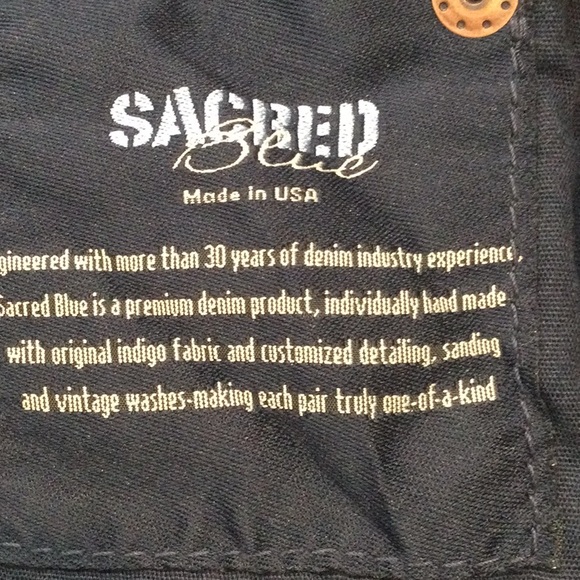 SACRED
Blue
Made in USA
gineered with more than 30 years of denim industry experience,
Sacred Blue is a premium denim product, individually hand made
with original indigo fabric and customized detailing, sanding
and vintage washes-making each pair truly one-of-a-kind